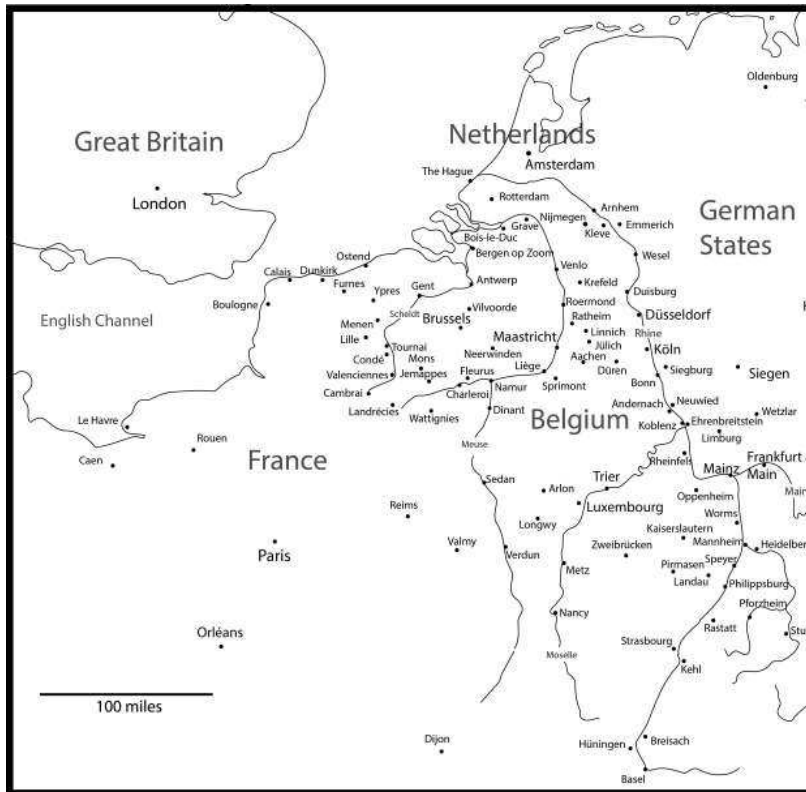 Oldenburg
Great Britain
Netherlands
Amsterdam
The Hague
London
Rotterdam
Arnhem
German
States
Nijmegen
Emmerich
Grave
Kleve
Bois-le-Duc
Bergen op Zoom
Wesel
Ostend
Venlo
Calais
Dunkirk
Antwerp
Krefeld
Furnes
Gent
Duisburg
Ypres
Boulogne
Roermond
Vilvoorde
Scheldt
Düsseldorf
English Channel
Brussels
Ratheim
Menen
Linnich
Rhine
Lille
Maastricht
Jülich
Tournai
Köln
Neerwinden
Aachen
Condé
Mons
Liège
Düren
Siegburg
Valenciennes
Jemappes
Fleurus
Siegen
Sprimont
Bonn
Namur
Cambrai
Charleroi
Landrécies
Andernach
Neuwied
Wattignies
Dinant
Wetzlar
Belgium
Koblenz
Ehrenbreitstein
Le Havre
Limburg
Rouen
Meuse
Caen
France
Rheinfels
Frankfurt
Mainz
Main
Trier
Sedan
Arlon
Main
Oppenheim
Luxembourg
Reims
Worms
Longwy
Kaiserslautern
Mannheim
Valmy
Zweibrücken
Heidelber
Paris
Verdun
Speyer
Metz
Pirmasen
Landau
Philippsburg
Pforzheim
Nancy
Rastatt
Orléans
Stu
Strasbourg
Moselle
Kehl
100 miles
Dijon
Hüningen
Breisach
Basel